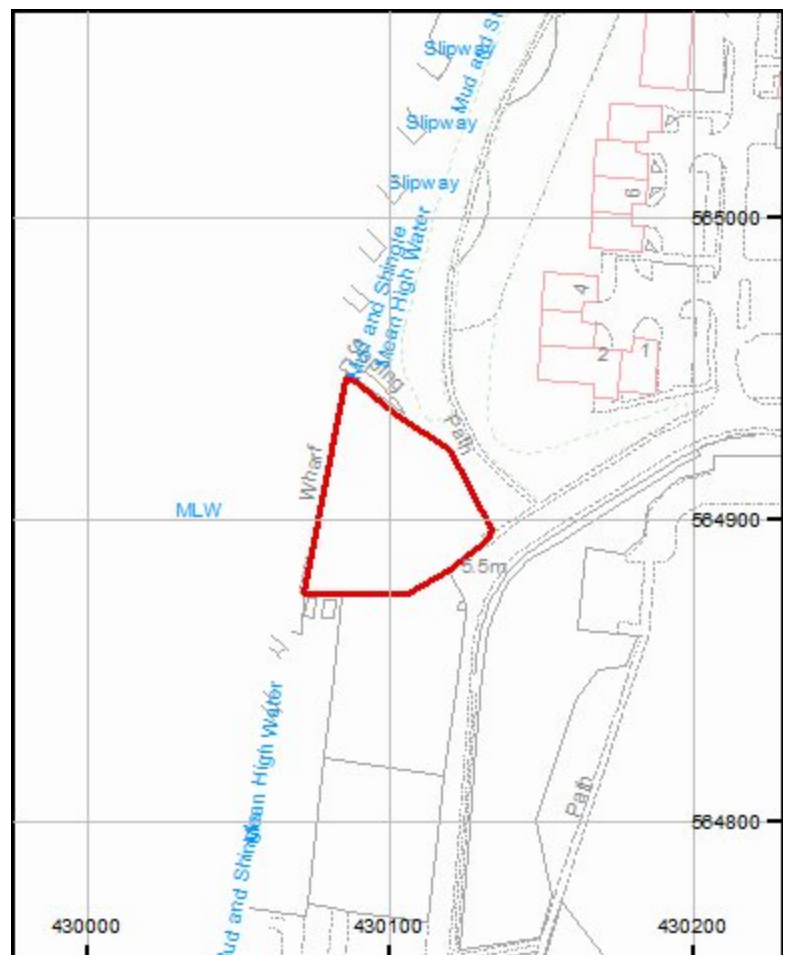 Slipway
Mud and Sh
Slipway
Slipway
565000
6
Mud and Shingle
Mean High Water
4
2
1
Path
Wharf
MLW
564900
5.5m
Mean High Water
Path
564800
Mud and Shingle
430000
430100
430200